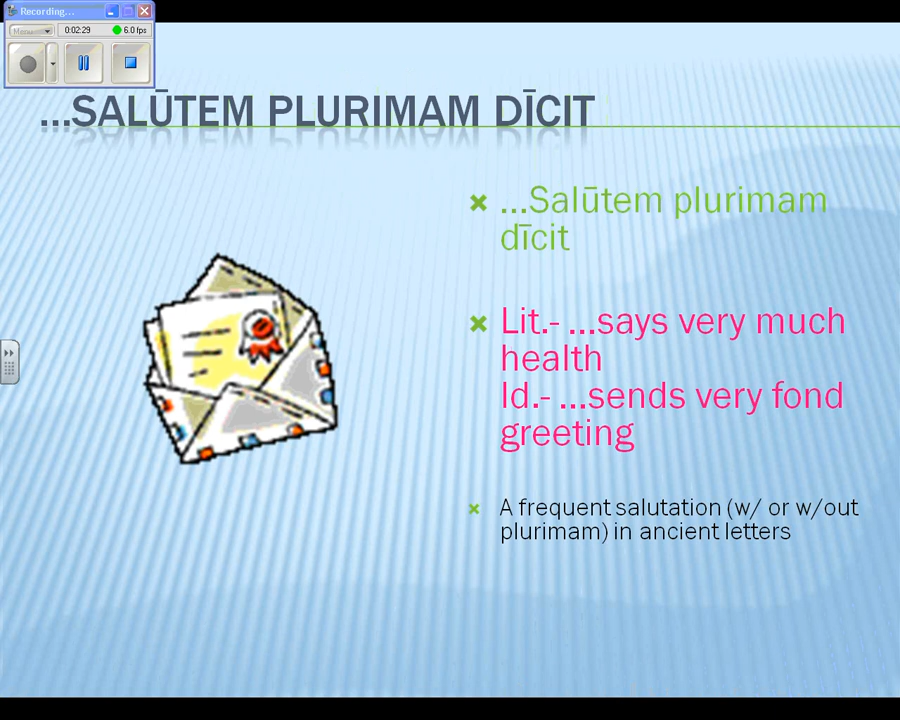 Recording...
0:02:29
6.0 fps
...SALŪTEM PLURIMAM DĪCIT
...Salūtem plurimam
dīcit
Lit.- ...says very much
health
Id.- ...sends very fond
greeting
A frequent salutation (w/ or w/out
plurimam) in ancient letters